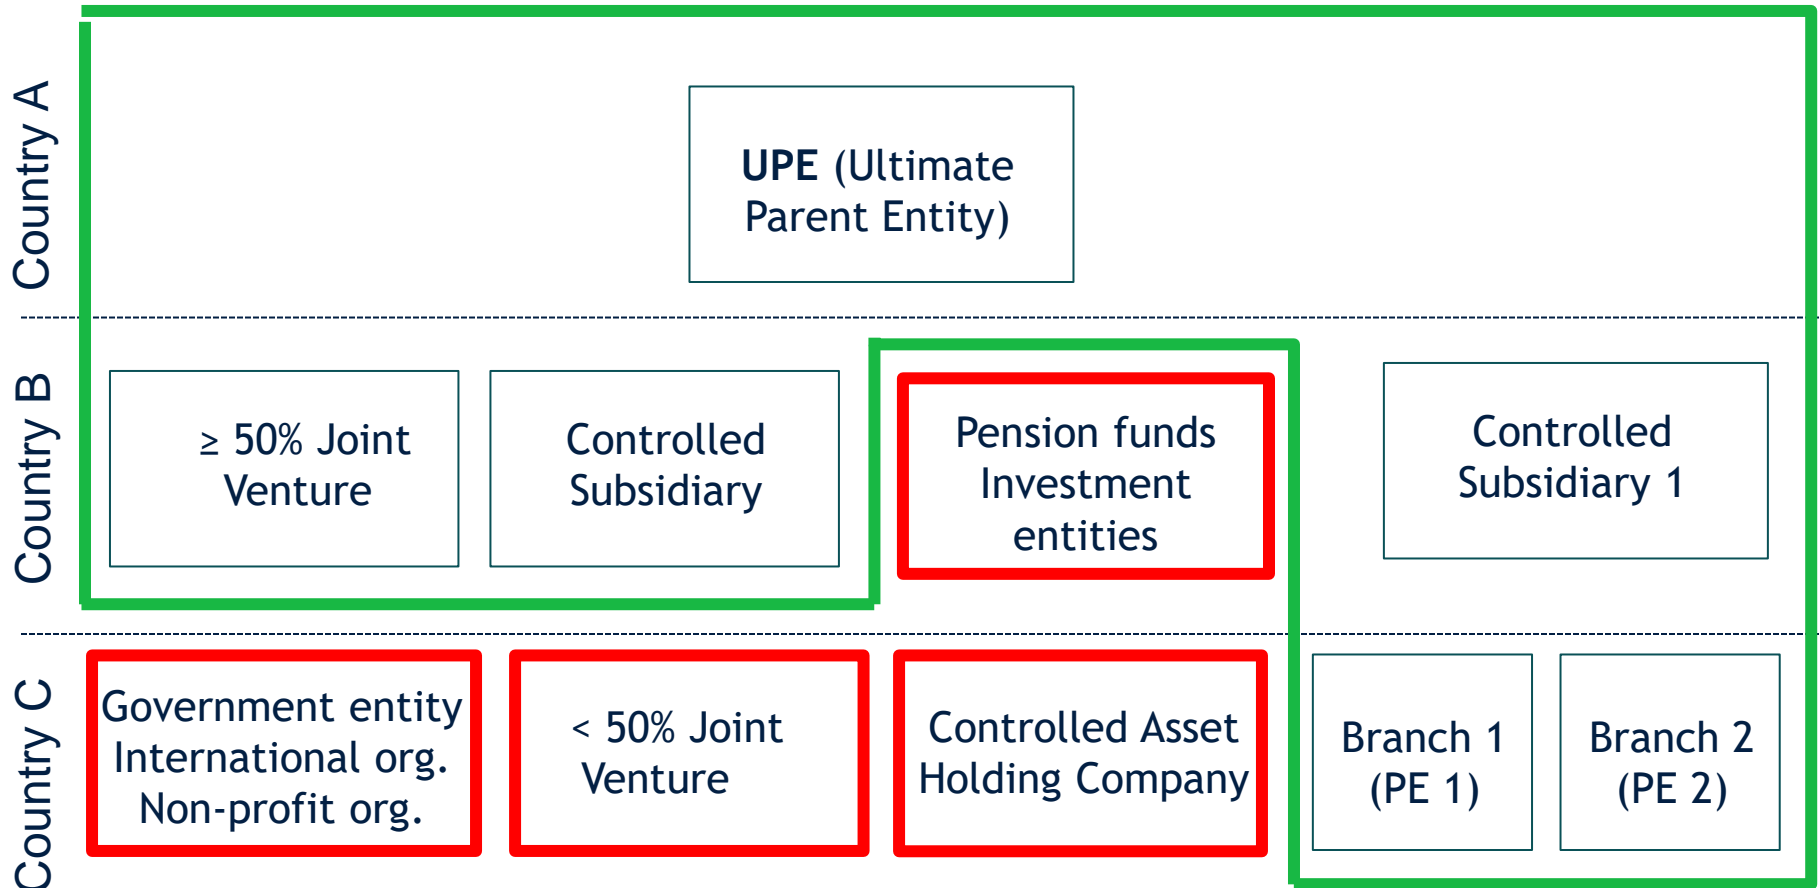 Country A
UPE (Ultimate
Parent Entity)
Country B
≥ 50% Joint
Venture
Controlled
Subsidiary
Pension funds
Investment
entities
Controlled
Subsidiary 1
Country C
Government entity
International org.
Non-profit org.
< 50% Joint
Venture
Controlled Asset
Holding Company
Branch 1
(PE 1)
Branch 2
(PE 2)